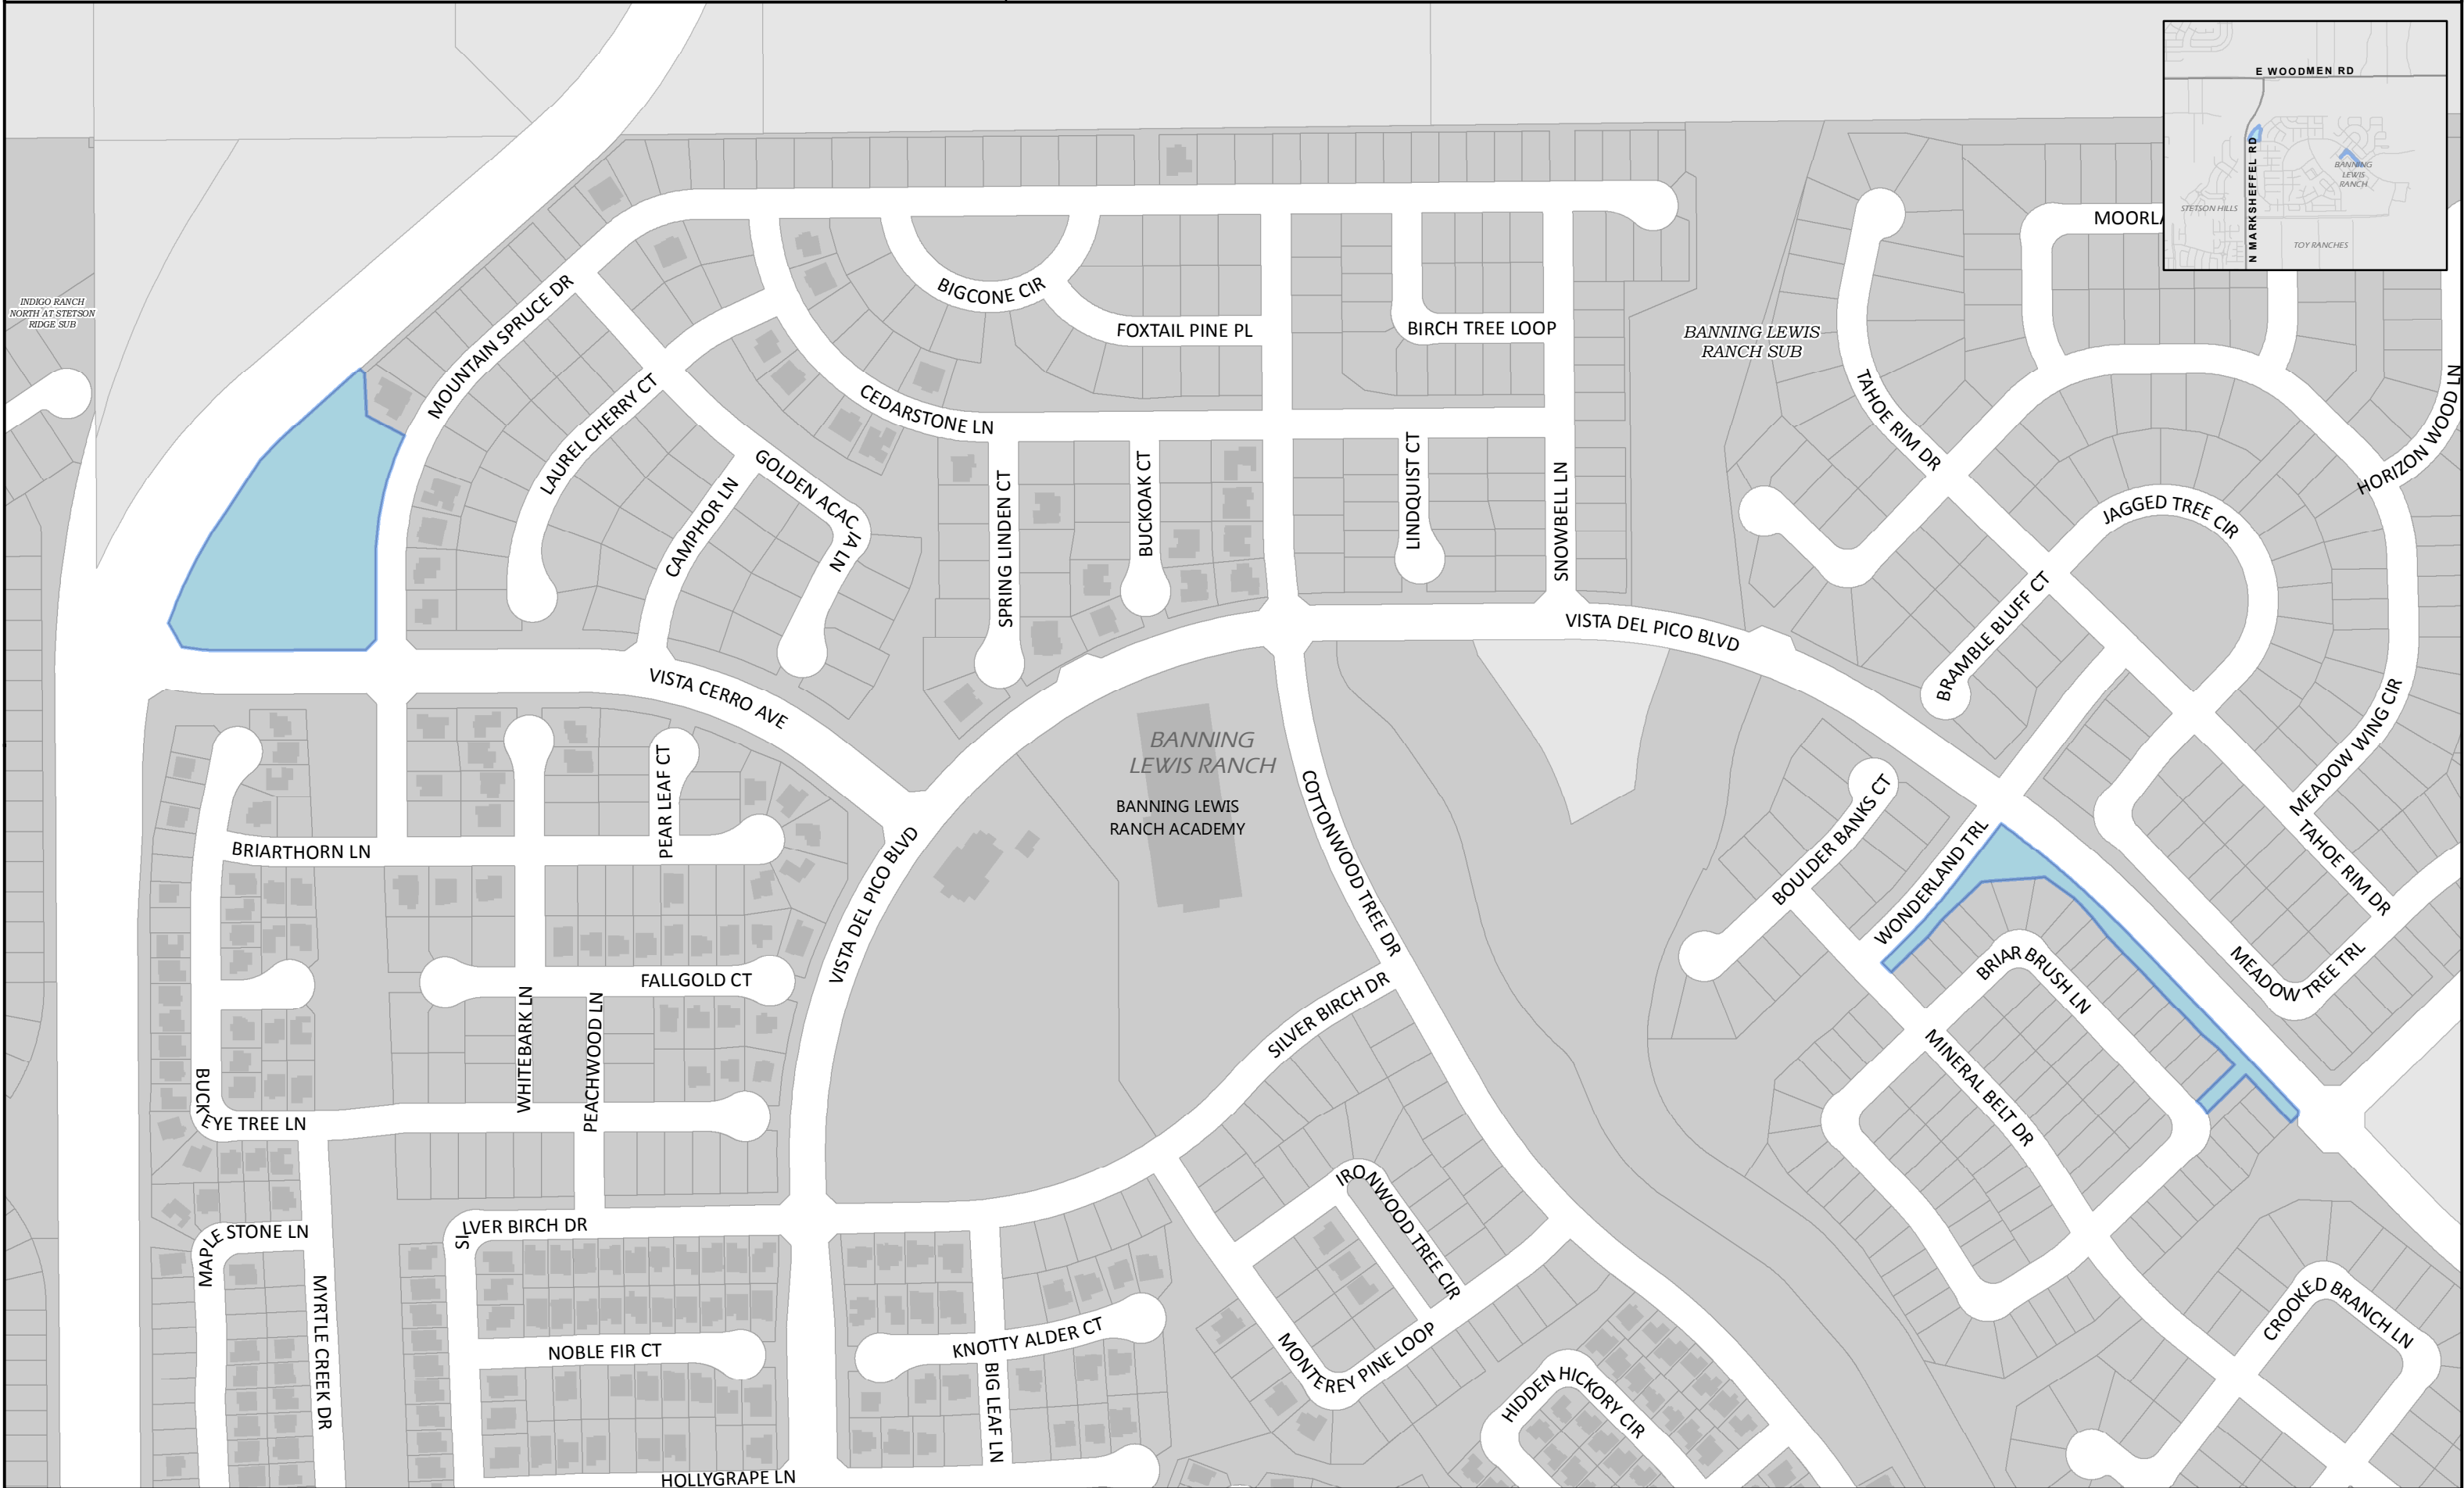 E WOODMEN RD
N MARKSHEFFEL RD
BANNING
LEWIS
RANCH
STETSON HILLS
TOY RANCHES
MOORLA
INDIGO RANCH
NORTH AT STETSON
RIDGE SUB
MOUNTAIN SPRUCE DR
BIGCONE CIR
FOXTAIL PINE PL
BIRCH TREE LOOP
BANNING LEWIS
RANCH SUB
TAHOE RIM DR
HORIZON WOOD LN
LAUREL CHERRY CT
CEDARSTONE LN
GOLDEN ACACIA LN
CAMPHOR LN
SPRING LINDEN CT
BUCKOAK CT
LINDQUIST CT
SNOWBELL LN
JAGGED TREE CIR
BRAMBLE BLUFF CT
VISTA DEL PICO BLVD
VISTA CERRO AVE
MEADOW WING CIR
BANNING
LEWIS RANCH
BANNING LEWIS
RANCH ACADEMY
COTTONWOOD TREE DR
PEAR LEAF CT
BRIARTHORN LN
VISTA DEL PICO BLVD
BOULDER BANKS CT
WONDERLAND TRL
TAHOE RIM DR
MEADOW TREE TRL
BRIAR BRUSH LN
FALLGOLD CT
WHITEBARK LN
PEACHWOOD LN
SILVER BIRCH DR
MINERAL BELT DR
BUCKEYE TREE LN
IRONWOOD TREE CIR
MAPLE STONE LN
SILVER BIRCH DR
MYRTLE CREEK DR
NOBLE FIR CT
KNOTTY ALDER CT
BIG LEAF LN
MONTEREY PINE LOOP
HIDDEN HICKORY CIR
CROOKED BRANCH LN
HOLLYGRAPE LN